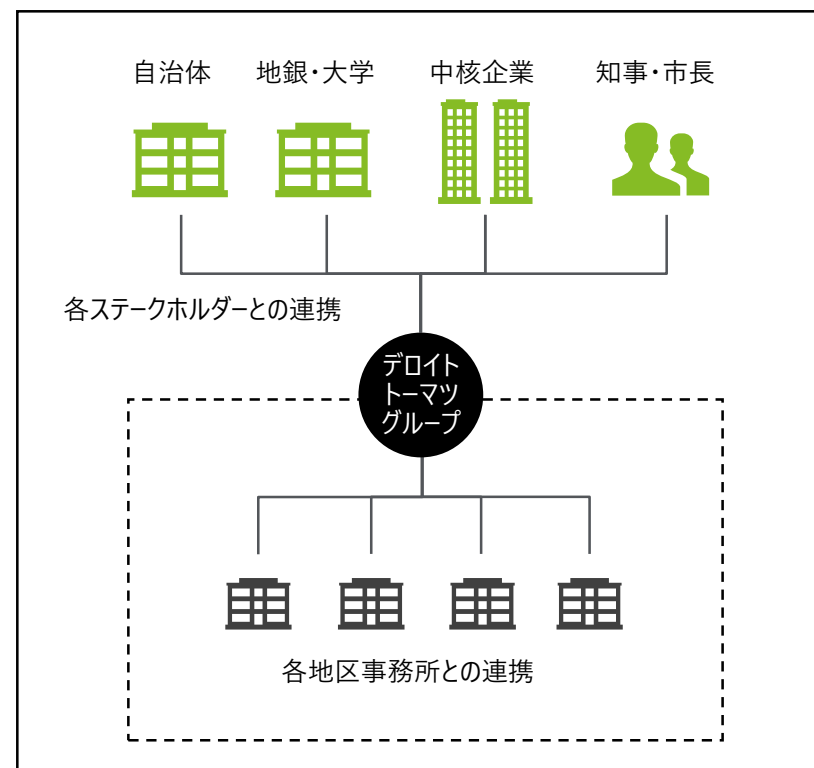 自治体
地銀・大学
中核企業
知事・市長
各ステークホルダーとの連携
デロイト
トーマツ
グループ
各地区事務所との連携